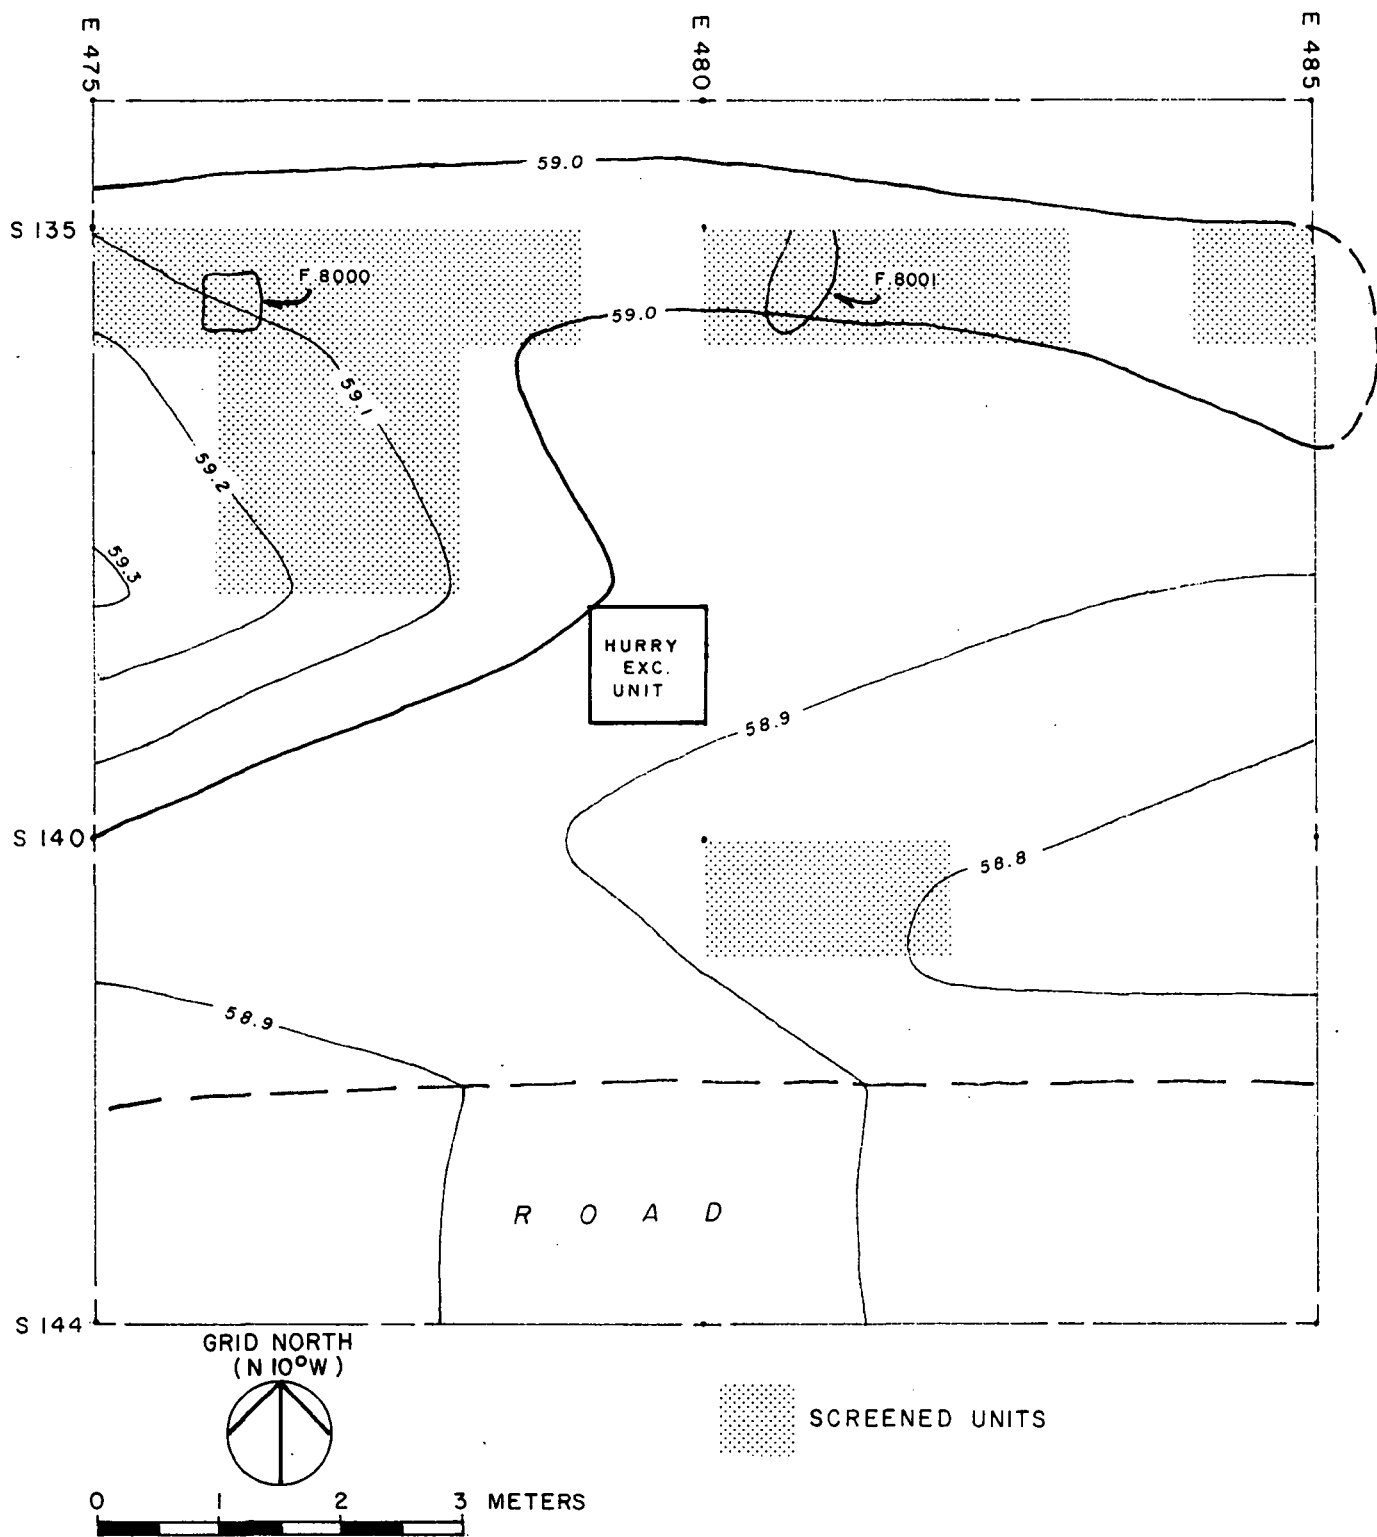 E 475
E 480
E 485
59.0
S 135
F. 8000
F. 8001
59.0
59.1
59.2
59.3
HURRY
EXC.
UNIT
58.9
S 140
58.8
58.9
R O A D
S 144
GRID NORTH
(N 10°W)
SCREENED UNITS
0 1 2 3 METERS